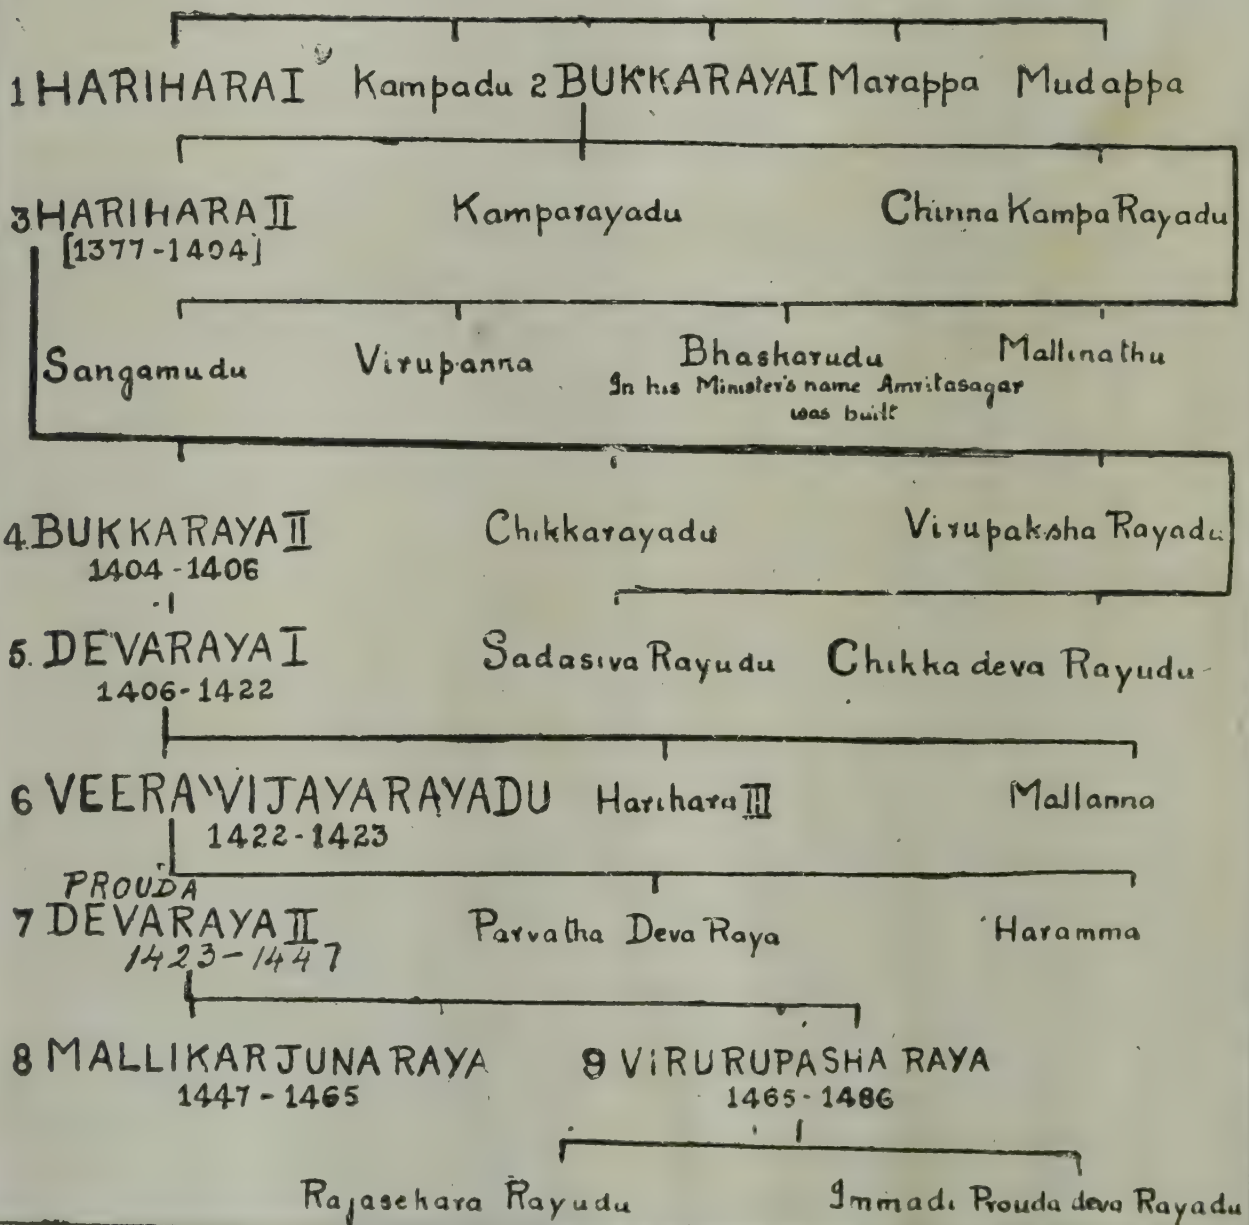 1 HARIHARA I Kampadu 2 BUKKARAYA I Marappa Mudappa
3 HARIHARA II Kamparayadu Chinna Kampa Rayadu
[1377-1404]
Sangamudu Virupanna Bhaskarudu Mallinathu
In his Minister's name Amritasagar
was built
4. BUKKARAYA II Chikkarayadu Virupaksha Rayadu
1404-1406
5. DEVARAYA I Sadasiva Rayudu Chikka deva Rayudu
1406-1422
6 VEERA VIJAYARAYADU Harihara III Mallanna
1422-1423
PROUDA
7 DEVARAYA II Parvatha Deva Raya Haramma
1423-1447
8 MALLIKARJUNA RAYA 9 VIRURUPASHA RAYA
1447-1465 1465-1486
Rajasehara Rayudu Immadi Prouda deva Rayadu